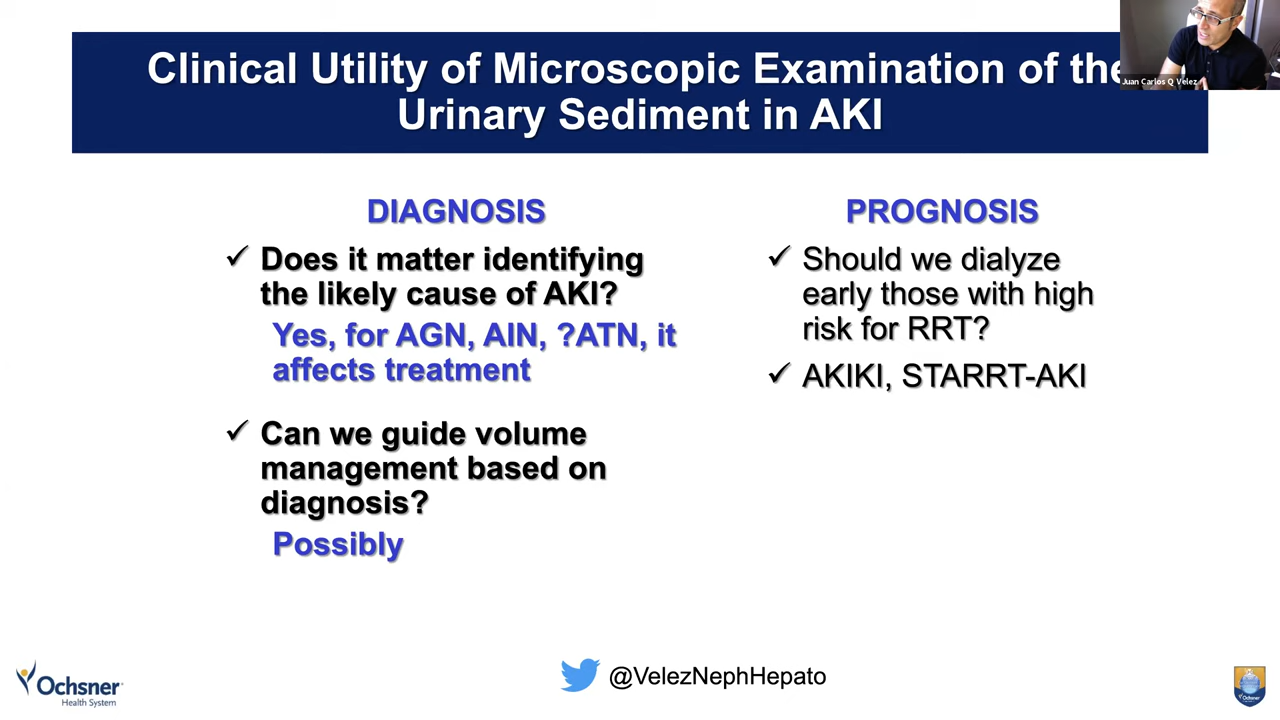 Clinical Utility of Microscopic Examination of the
Urinary Sediment in AKI
Juan Carlos Q Velez
DIAGNOSIS
✓ Does it matter identifying
the likely cause of AKI?
Yes, for AGN, AIN, ?ATN, it
affects treatment
✓ Can we guide volume
management based on
diagnosis?
Possibly
PROGNOSIS
✓ Should we dialyze
early those with high
risk for RRT?
✓ AKIKI, STARRT-AKI
Ochsner
Health System
@VelezNephHepato
Ochsner